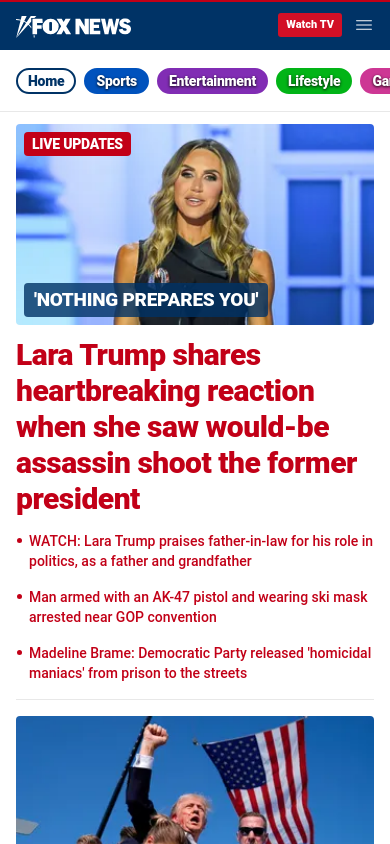 FOX NEWS
Watch TV
Home
Sports
Entertainment
Lifestyle
LIVE UPDATES
'NOTHING PREPARES YOU'
Lara Trump shares
heartbreaking reaction
when she saw would-be
assassin shoot the former
president
• WATCH: Lara Trump praises father-in-law for his role in
politics, as a father and grandfather
• Man armed with an AK-47 pistol and wearing ski mask
arrested near GOP convention
• Madeline Brame: Democratic Party released 'homicidal
maniacs' from prison to the streets